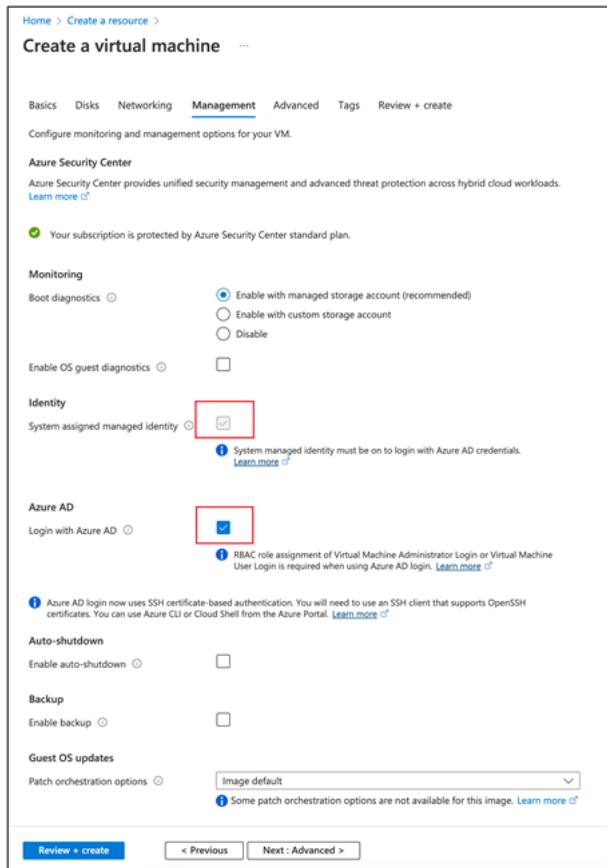 Home > Create a resource >
Create a virtual machine ...
Basics Disks Networking Management Advanced Tags Review + create
Configure monitoring and management options for your VM.
Azure Security Center
Azure Security Center provides unified security management and advanced threat protection across hybrid cloud workloads.
Learn more
Your subscription is protected by Azure Security Center standard plan.
Monitoring
Boot diagnostics
Enable with managed storage account (recommended)
Enable with custom storage account
Disable
Enable OS guest diagnostics
Identity
System assigned managed identity
System managed identity must be on to login with Azure AD credentials.
Learn more
Azure AD
Login with Azure AD
RBAC role assignment of Virtual Machine Administrator Login or Virtual Machine
User Login is required when using Azure AD login. Learn more
Azure AD login now uses SSH certificate-based authentication. You will need to use an SSH client that supports OpenSSH
certificates. You can use Azure CLI or Cloud Shell from the Azure Portal. Learn more
Auto-shutdown
Enable auto-shutdown
Backup
Enable backup
Guest OS updates
Patch orchestration options
Image default
Some patch orchestration options are not available for this image. Learn more
Review + create < Previous Next : Advanced >